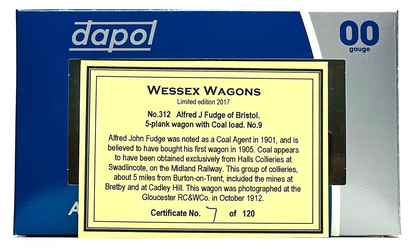 dapol
00
gauge
WESSEX WAGONS
Limited edition 2017
No.312 Alfred J Fudge of Bristol.
5-plank wagon with Coal load. No.9
Alfred John Fudge was noted as a Coal Agent in 1901, and is
believed to have bought his first wagon in 1905. Coal appears
to have been obtained exclusively from Halls Collieries at
Swadlincote, on the Midland Railway. This group of collieries,
about 5 miles from Burton-on-Trent, included the mines at
Bretby and at Cadley Hill. This wagon was photographed at the
Gloucester RC&WCo. in October 1912.
Certificate No. 7 of 120
A